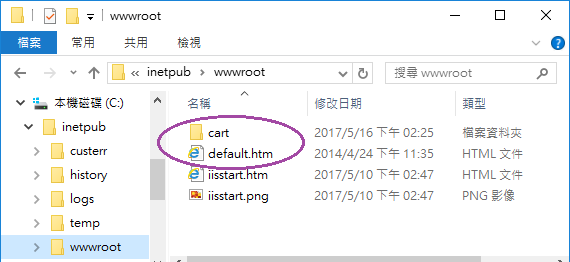 wwwroot
檔案 常用 共用 檢視
« inetpub › wwwroot 搜尋 wwwroot
本機磁碟 (C:)
inetpub
custerr
history
logs
temp
wwwroot
名稱 修改日期 類型
cart 2017/5/16 下午 02:25 檔案資料夾
default.htm 2014/4/24 下午 11:35 HTML 文件
iisstart.htm 2017/5/10 下午 02:47 HTML 文件
iisstart.png 2017/5/10 下午 02:47 PNG 影像